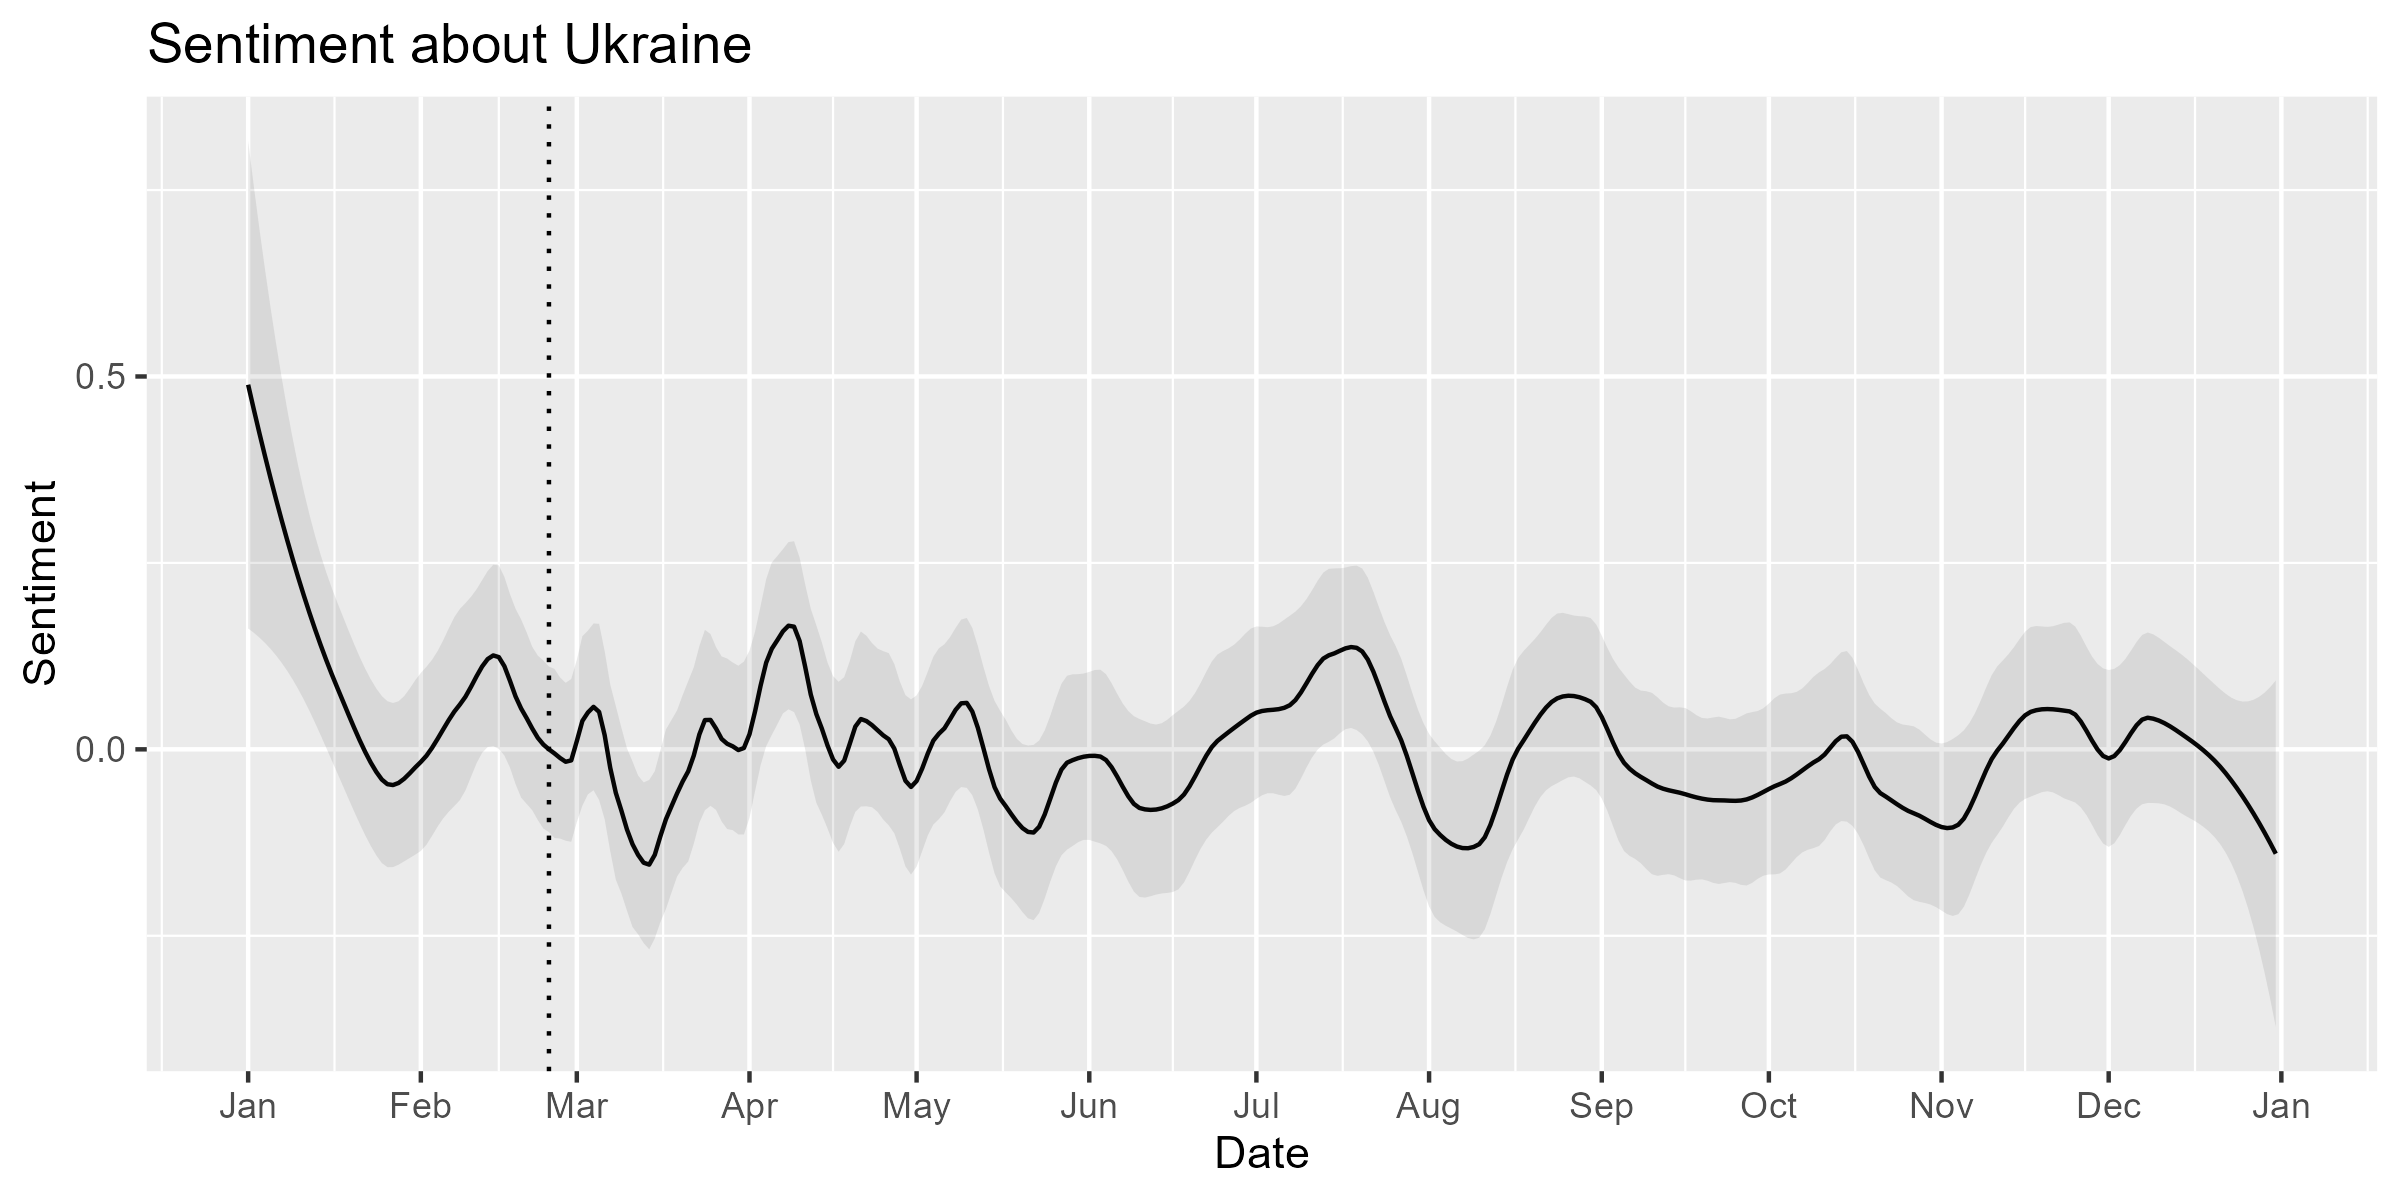 Sentiment about Ukraine
Sentiment
0.5
0.0
Jan Feb Mar Apr May Jun Jul Aug Sep Oct Nov Dec Jan
Date